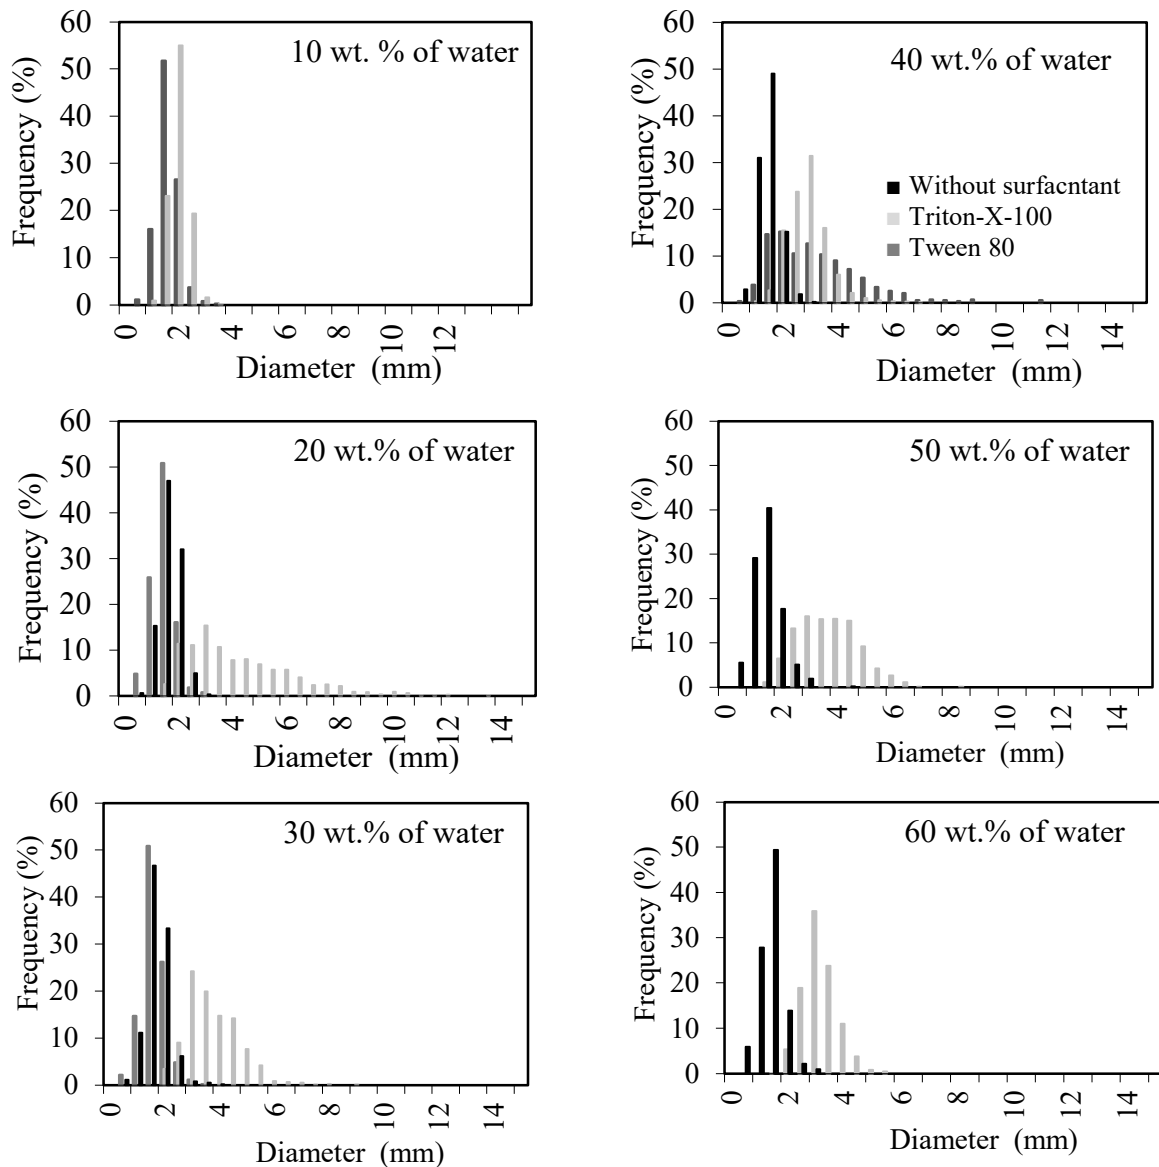 10 wt. % of water
Frequency (%)
60
50
40
30
20
10
0
0 2 4 6 8 10 12
Diameter (mm)
40 wt.% of water
Frequency (%)
60
50
40
30
20
10
0
Without surfacntant
Triton-X-100
Tween 80
0 2 4 6 8 10 12 14
Diameter (mm)
20 wt.% of water
Frequency (%)
60
50
40
30
20
10
0
0 2 4 6 8 10 12 14
Diameter (mm)
50 wt.% of water
Frequency (%)
60
50
40
30
20
10
0
0 2 4 6 8 10 12 14
Diameter (mm)
30 wt.% of water
Frequency (%)
60
50
40
30
20
10
0
0 2 4 6 8 10 12 14
Diameter (mm)
60 wt.% of water
Frequency (%)
60
50
40
30
20
10
0
0 2 4 6 8 10 12 14
Diameter (mm)